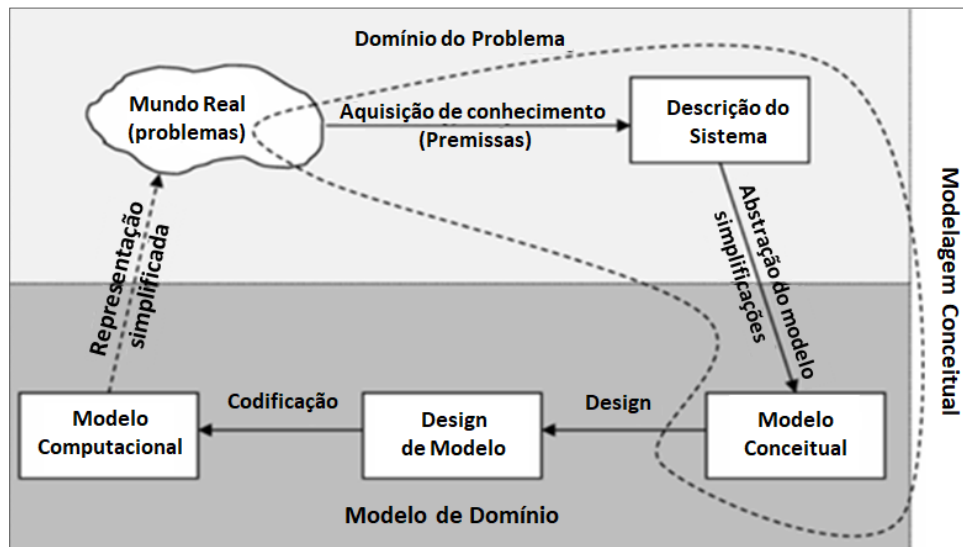 Domínio do Problema
Mundo Real
(problemas)
Aquisição de conhecimento
(Premissas)
Descrição do
Sistema
Abstração do modelo
simplificações
Modelagem Conceitual
Representação
simplificada
Modelo
Computacional
Codificação
Design
de Modelo
Design
Modelo
Conceitual
Modelo de Domínio